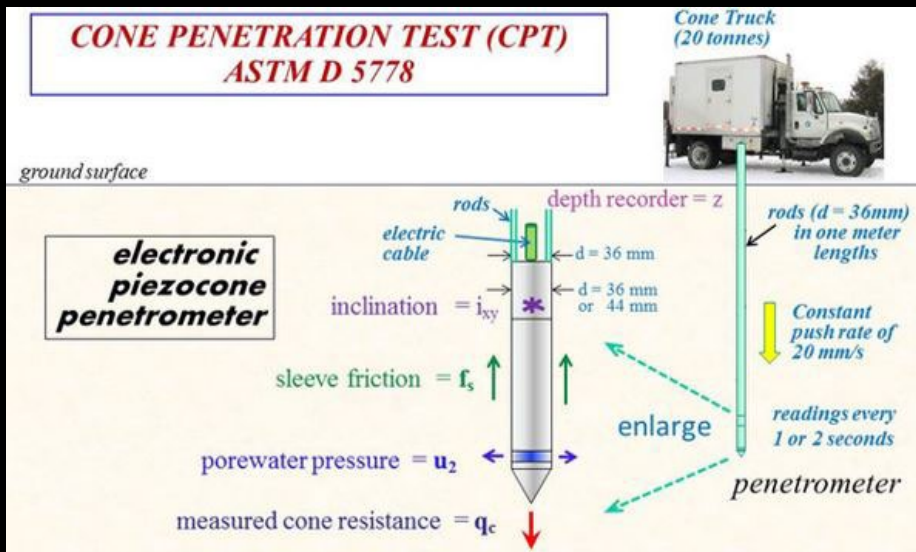 CONE PENETRATION TEST (CPT)
ASTM D 5778
Cone Truck
(20 tonnes)
ground surface
electronic
piezocone
penetrometer
rods
depth recorder = z
electric
cable
d = 36 mm
inclination = ixy
d = 36 mm
or 44 mm
sleeve friction = fs
porewater pressure = u2
measured cone resistance = qc
enlarge
rods (d = 36mm)
in one meter
lengths
Constant
push rate of
20 mm/s
readings every
1 or 2 seconds
penetrometer